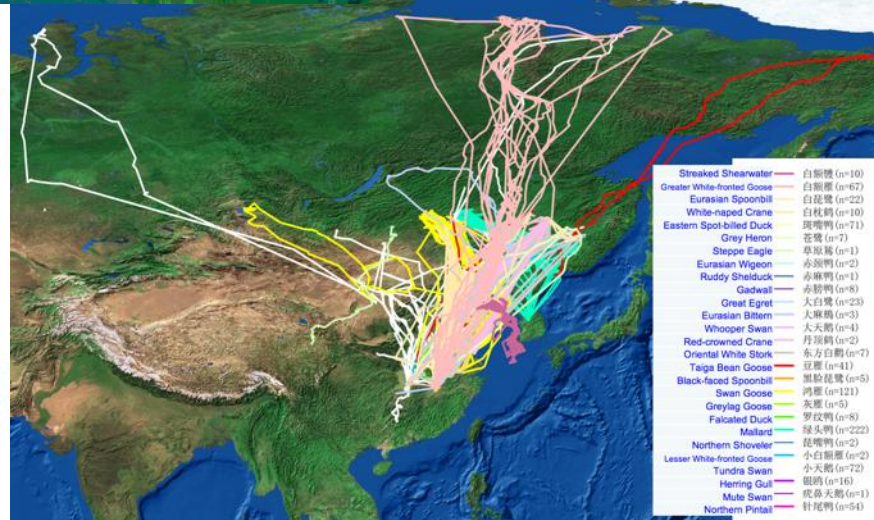 Streaked Shearwater 白额鹱(n=10)
Greater White-fronted Goose 白额雁(n=67)
Eurasian Spoonbill 白琵鹭(n=22)
White-naped Crane 白枕鹤(n=10)
Eastern Spot-billed Duck 斑嘴鸭(n=71)
Grey Heron 苍鹭(n=7)
Steppe Eagle 草原雕(n=1)
Eurasian Wigeon 赤颈鸭(n=2)
Ruddy Shelduck 赤麻鸭(n=1)
Gadwall 赤膀鸭(n=8)
Great Egret 大白鹭(n=23)
Eurasian Bittern 大麻鳽(n=3)
Whooper Swan 大天鹅(n=4)
Red-crowned Crane 丹顶鹤(n=2)
Oriental White Stork 东方白鹳(n=7)
Taiga Bean Goose 豆雁(n=41)
Black-faced Spoonbill 黑脸琵鹭(n=5)
Swan Goose 鸿雁(n=121)
Greylag Goose 灰雁(n=5)
Falcated Duck 罗纹鸭(n=8)
Mallard 绿头鸭(n=222)
Northern Shoveler 琵嘴鸭(n=2)
Lesser White-fronted Goose 小白额雁(n=2)
Tundra Swan 小天鹅(n=72)
Herring Gull 银鸥(n=16)
Mute Swan 疣鼻天鹅(n=1)
Northern Pintail 针尾鸭(n=54)